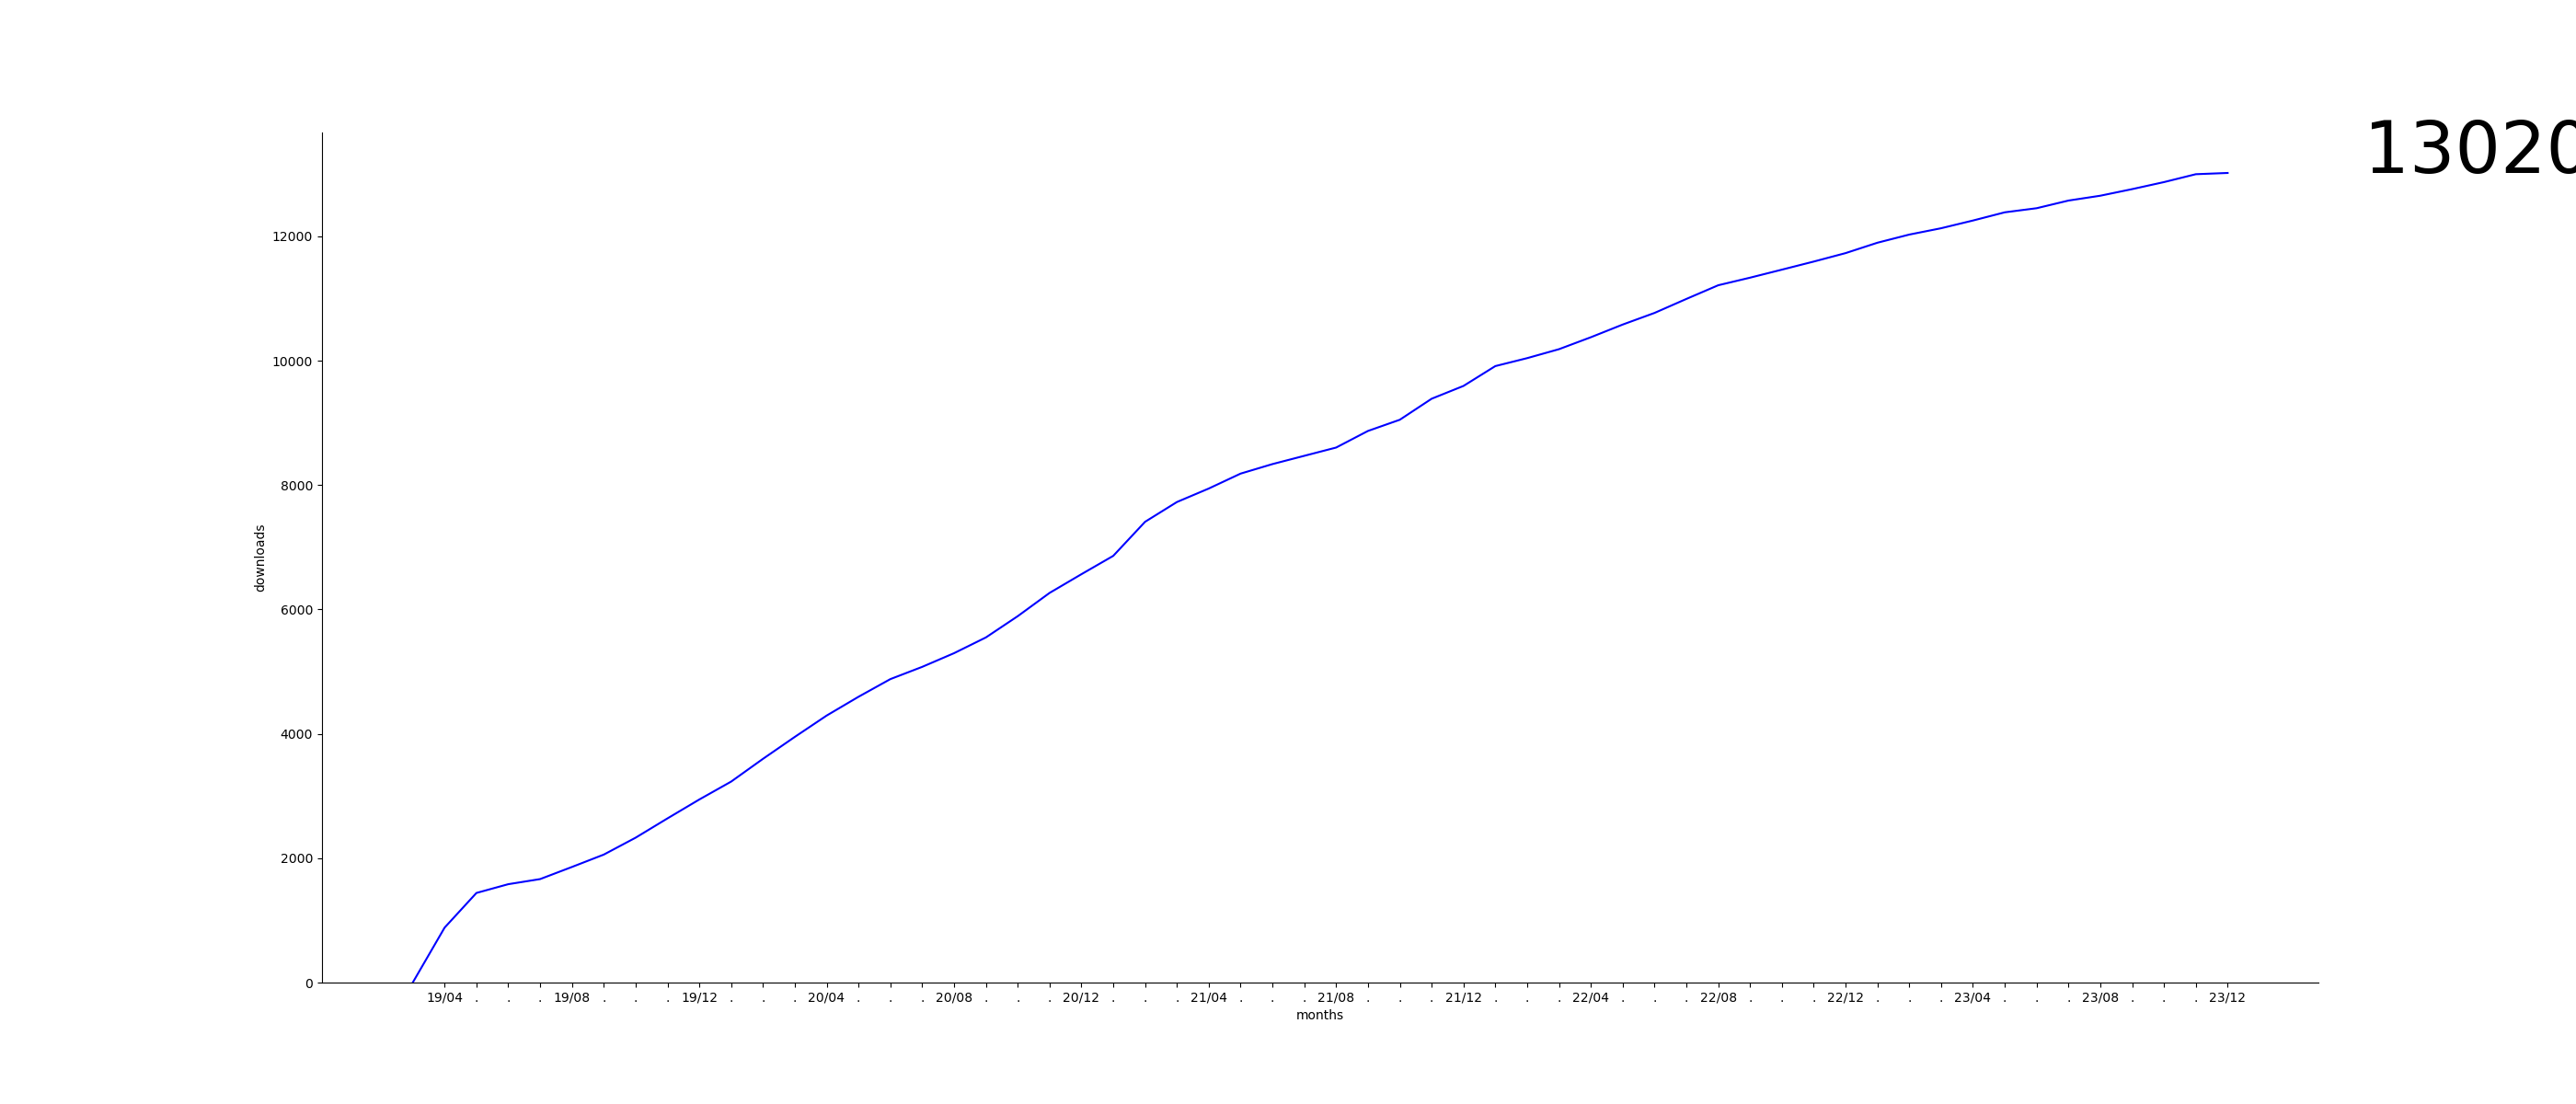 13020
12000
10000
8000
6000
4000
2000
0
downloads
19/04 . . . 19/08 . . . 19/12 . . . 20/04 . . . 20/08 . . . 20/12 . . . 21/04 . . . 21/08 . . . 21/12 . . . 22/04 . . . 22/08 . . . 22/12 . . . 23/04 . . . 23/08 . . . 23/12
months